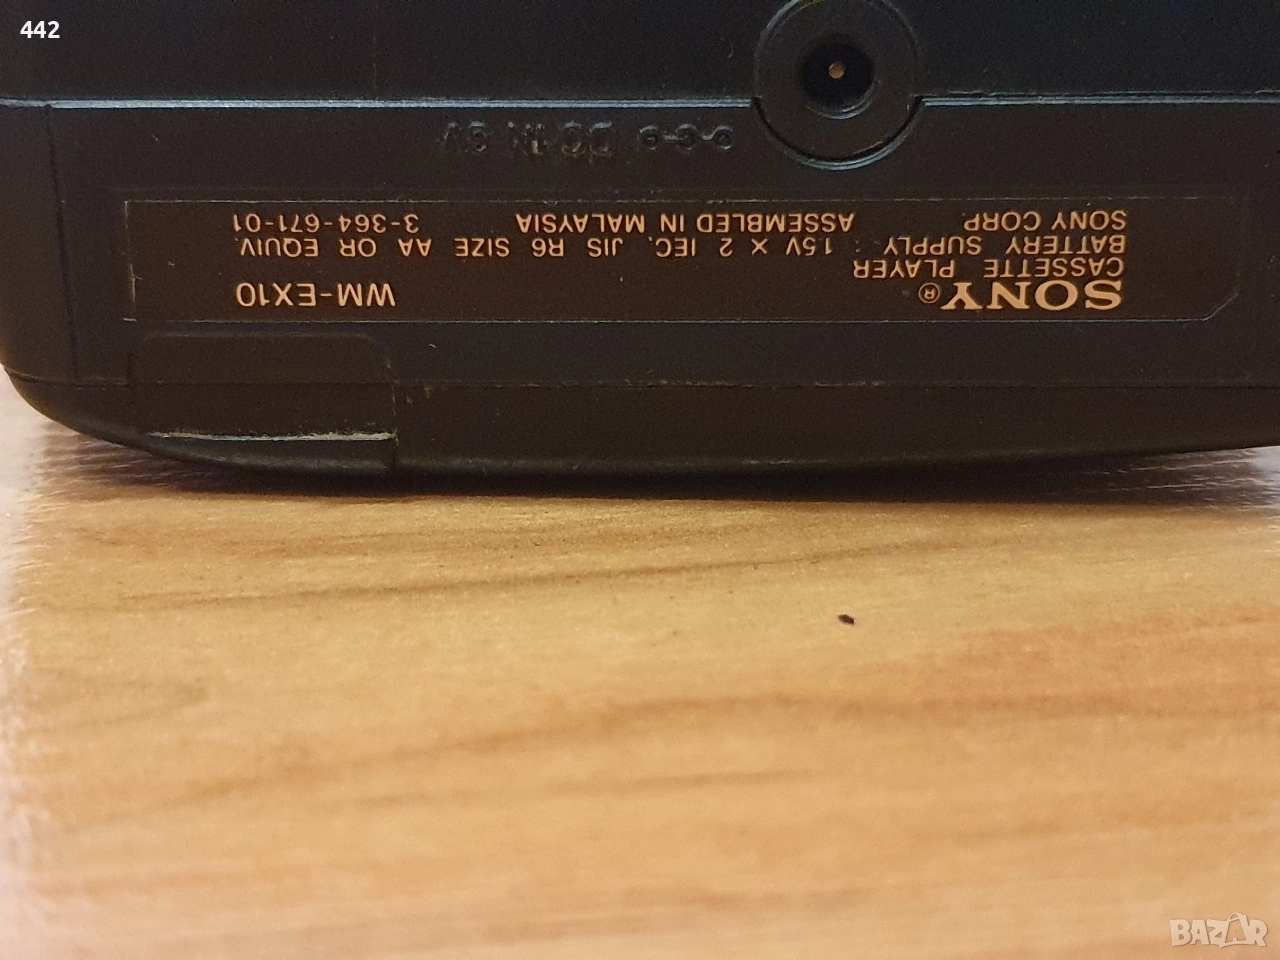 442
DC IN 3V
SONY® WM-EX10
CASSETTE PLAYER
BATTERY SUPPLY : 1.5V × 2 IEC, JIS R6 SIZE AA OR EQUIV.
SONY CORP. ASSEMBLED IN MALAYSIA 3-364-671-01
BAZAR